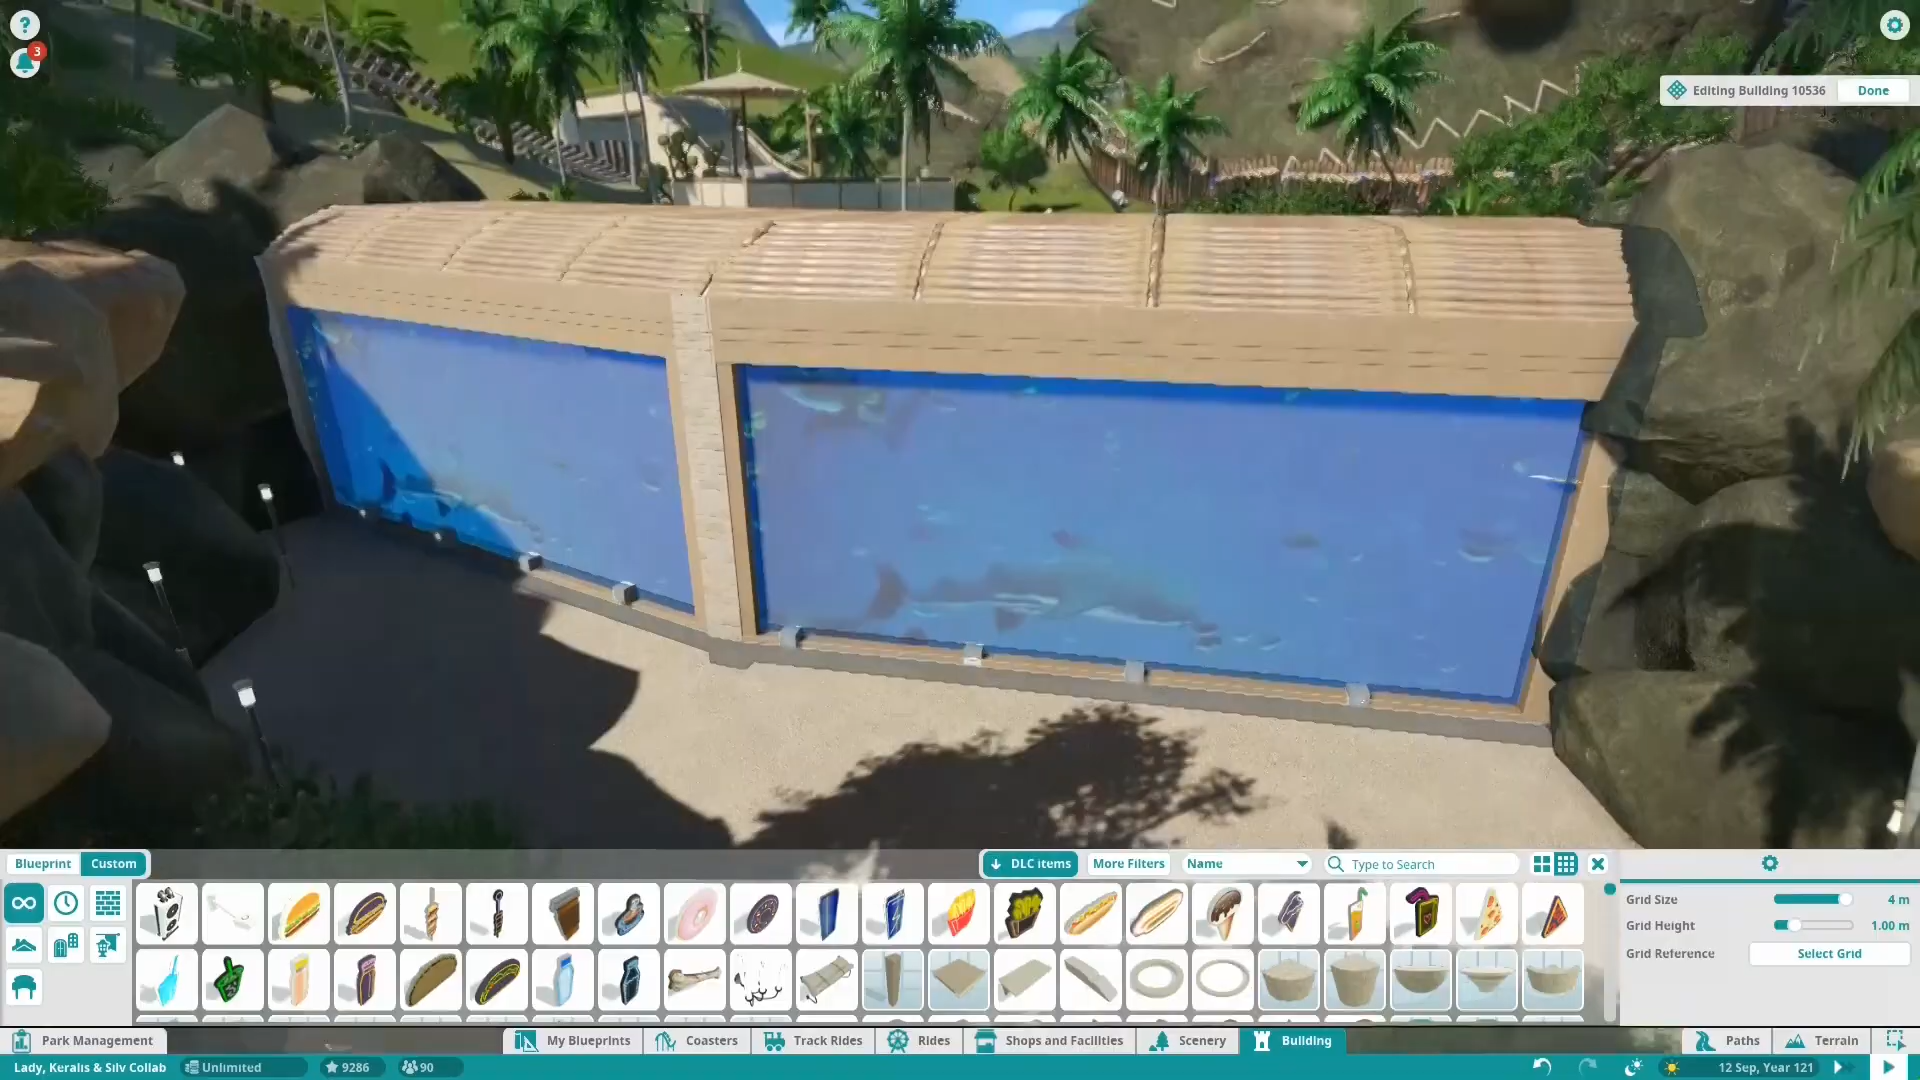 ?
3
Editing Building 10536
Done
Blueprint
Custom
DLC items
More Filters
Name
Type to Search
Grid Size
4 m
Grid Height
1.00 m
Grid Reference
Select Grid
Park Management
My Blueprints
Coasters
Track Rides
Rides
Shops and Facilities
Scenery
Building
Paths
Terrain
Lady, Keralis & Silv Collab
Unlimited
9286
90
12 Sep, Year 121